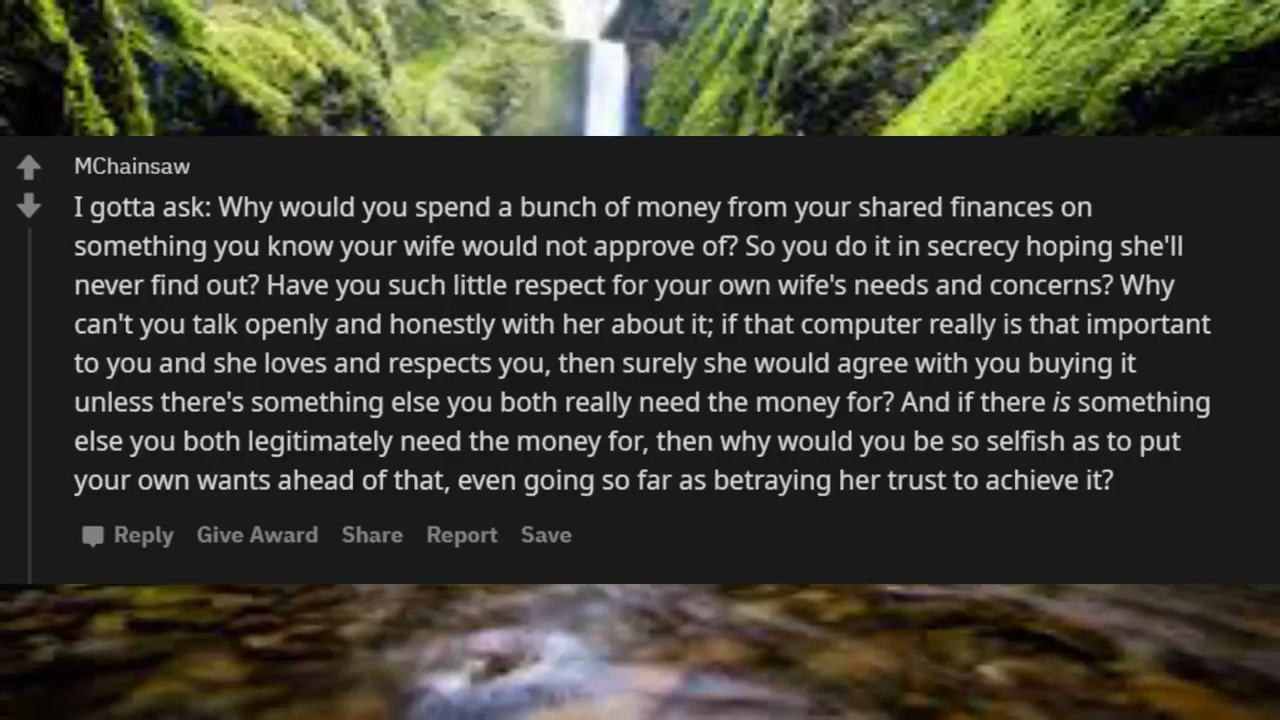 MChainsaw
I gotta ask: Why would you spend a bunch of money from your shared finances on
something you know your wife would not approve of? So you do it in secrecy hoping she'll
never find out? Have you such little respect for your own wife's needs and concerns? Why
can't you talk openly and honestly with her about it; if that computer really is that important
to you and she loves and respects you, then surely she would agree with you buying it
unless there's something else you both really need the money for? And if there is something
else you both legitimately need the money for, then why would you be so selfish as to put
your own wants ahead of that, even going so far as betraying her trust to achieve it?
Reply Give Award Share Report Save